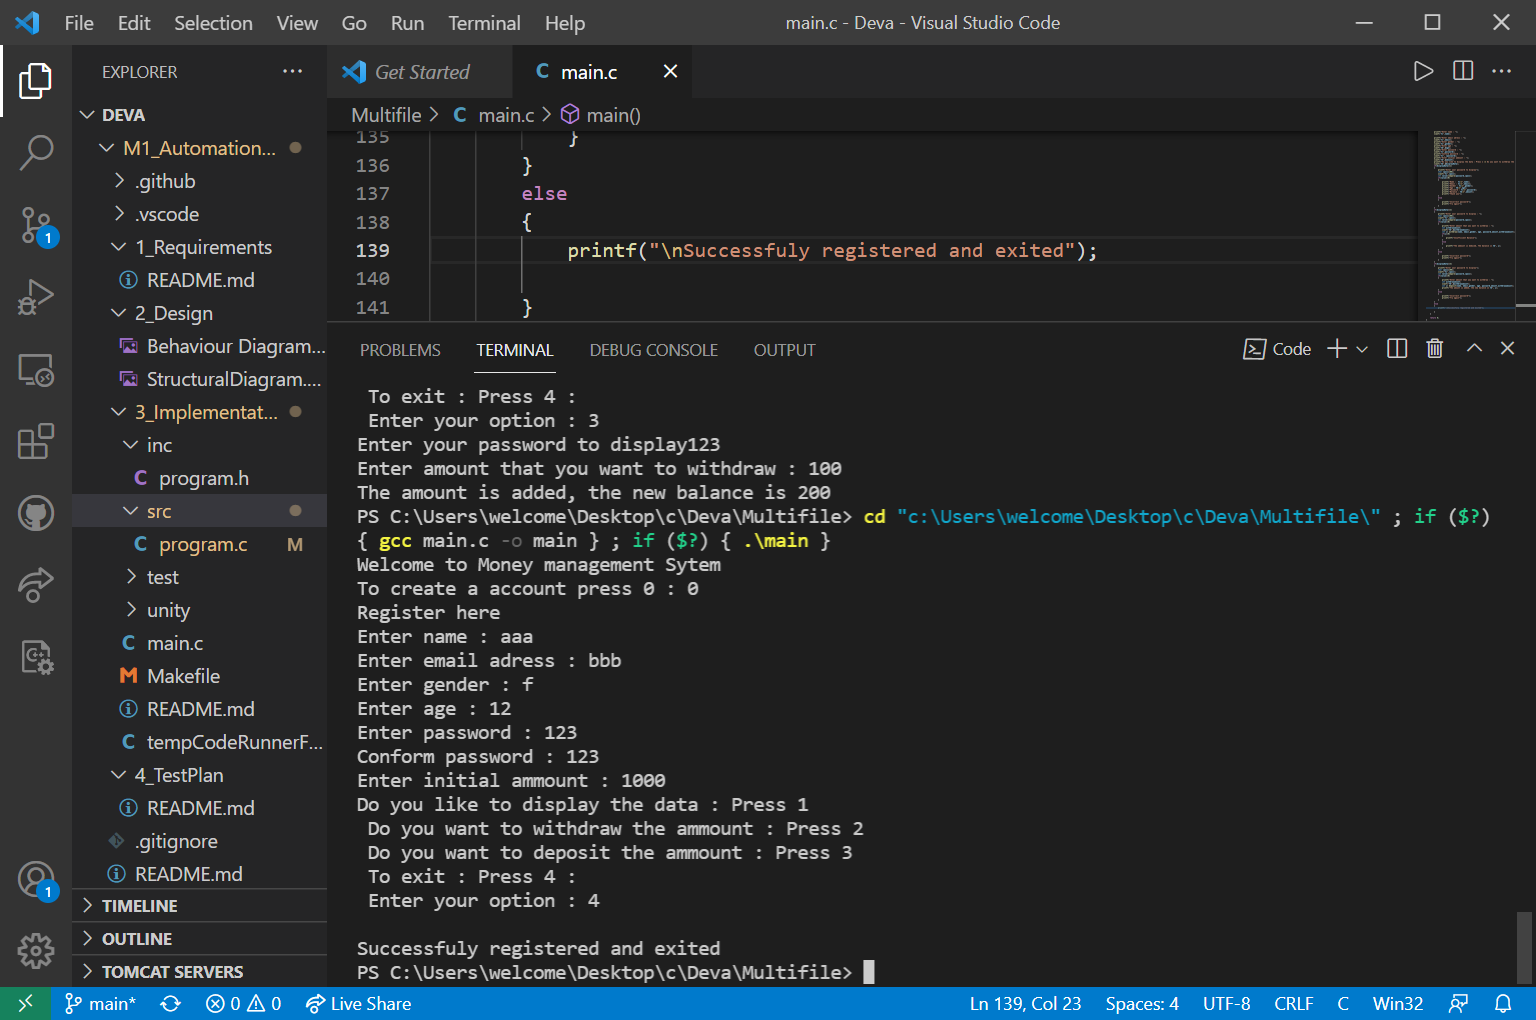 File Edit Selection View Go Run Terminal Help
main.c - Deva - Visual Studio Code
EXPLORER
DEVA
M1_Automation...
.github
.vscode
1_Requirements
README.md
2_Design
Behaviour Diagram...
StructuralDiagram....
3_Implementat...
inc
C program.h
src
C program.c M
test
unity
C main.c
M Makefile
README.md
C tempCodeRunnerF...
4_TestPlan
README.md
.gitignore
README.md
TIMELINE
OUTLINE
TOMCAT SERVERS
1
1
Get Started
C main.c
Multifile > C main.c > main()
135 }
136 }
137 else
138 {
139 printf("\nSuccessfuly registered and exited");
140
141 }
PROBLEMS TERMINAL DEBUG CONSOLE OUTPUT
Code
To exit : Press 4 :
Enter your option : 3
Enter your password to display123
Enter amount that you want to withdraw : 100
The amount is added, the new balance is 200
PS C:\Users\welcome\Desktop\c\Deva\Multifile> cd "c:\Users\welcome\Desktop\c\Deva\Multifile\" ; if ($?)
{ gcc main.c -o main } ; if ($?) { .\main }
Welcome to Money management Sytem
To create a account press 0 : 0
Register here
Enter name : aaa
Enter email adress : bbb
Enter gender : f
Enter age : 12
Enter password : 123
Conform password : 123
Enter initial ammount : 1000
Do you like to display the data : Press 1
Do you want to withdraw the ammount : Press 2
Do you want to deposit the ammount : Press 3
To exit : Press 4 :
Enter your option : 4
Successfuly registered and exited
PS C:\Users\welcome\Desktop\c\Deva\Multifile>
main* 0 0 Live Share
Ln 139, Col 23 Spaces: 4 UTF-8 CRLF C Win32